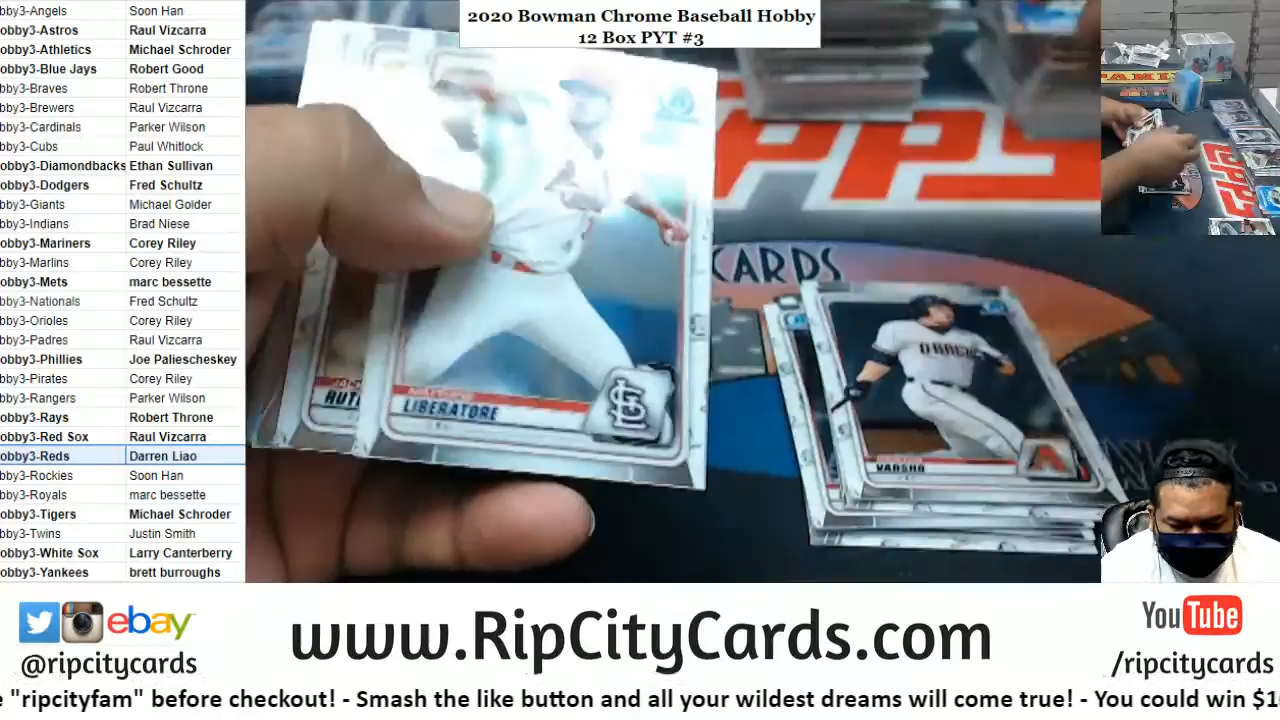 2020 Bowman Chrome Baseball Hobby
12 Box PYT #3
bby3-Angels Soon Han
obby3-Astros Raul Vizcarra
obby3-Athletics Michael Schroder
obby3-Blue Jays Robert Good
bby3-Braves Robert Throne
bby3-Brewers Raul Vizcarra
bby3-Cardinals Parker Wilson
bby3-Cubs Paul Whitlock
obby3-Diamondbacks Ethan Sullivan
obby3-Dodgers Fred Schultz
bby3-Giants Michael Golder
bby3-Indians Brad Niese
obby3-Mariners Corey Riley
bby3-Marlins Corey Riley
obby3-Mets marc bessette
bby3-Nationals Fred Schultz
bby3-Orioles Corey Riley
bby3-Padres Raul Vizcarra
obby3-Phillies Joe Paliescheskey
bby3-Pirates Corey Riley
bby3-Rangers Parker Wilson
obby3-Rays Robert Throne
obby3-Red Sox Raul Vizcarra
obby3-Reds Darren Liao
bby3-Rockies Soon Han
bby3-Royals marc bessette
obby3-Tigers Michael Schroder
bby3-Twins Justin Smith
obby3-White Sox Larry Canterbery
obby3-Yankees brett burroughs
LIBERATORE
CARDS
VARSHO
A
ebay
@ripcitycards
www.RipCityCards.com
YouTube
/ripcitycards
e "ripcityfam" before checkout! - Smash the like button and all your wildest dreams will come true! - You could win $1